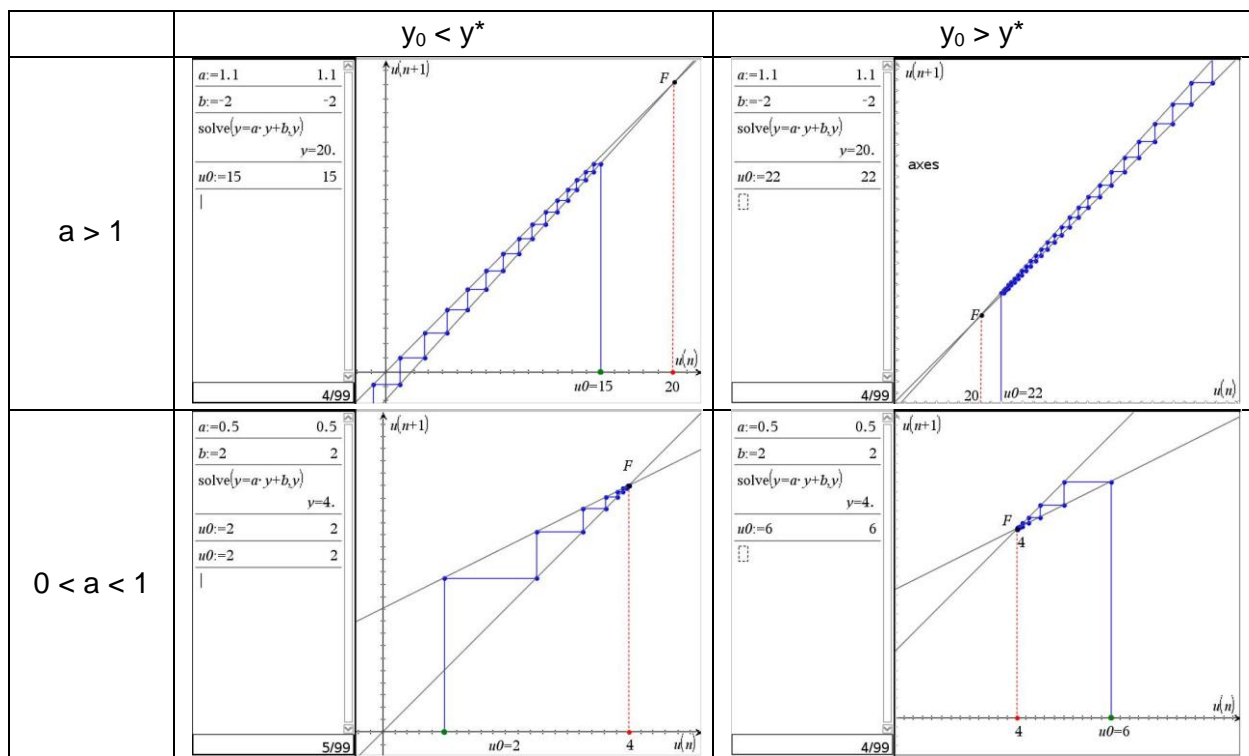 y₀ < y* y₀ > y*
a > 1
a:=1.1 1.1
b:=-2 -2
solve(y=a·y+b,y)
y=20.
u0:=15 15
4/99
u(n+1)
F
u(n)
u0=15 20
a:=1.1 1.1
b:=-2 -2
solve(y=a·y+b,y)
y=20.
u0:=22 22
4/99
u(n+1)
axes
F
20 u0=22 u(n)
0 < a < 1
a:=0.5 0.5
b:=2 2
solve(y=a·y+b,y)
y=4.
u0:=2 2
u0:=2 2
5/99
u(n+1)
F
u0=2 4 u(n)
a:=0.5 0.5
b:=2 2
solve(y=a·y+b,y)
y=4.
u0:=6 6
4/99
u(n+1)
F
4
u(n)
4 u0=6